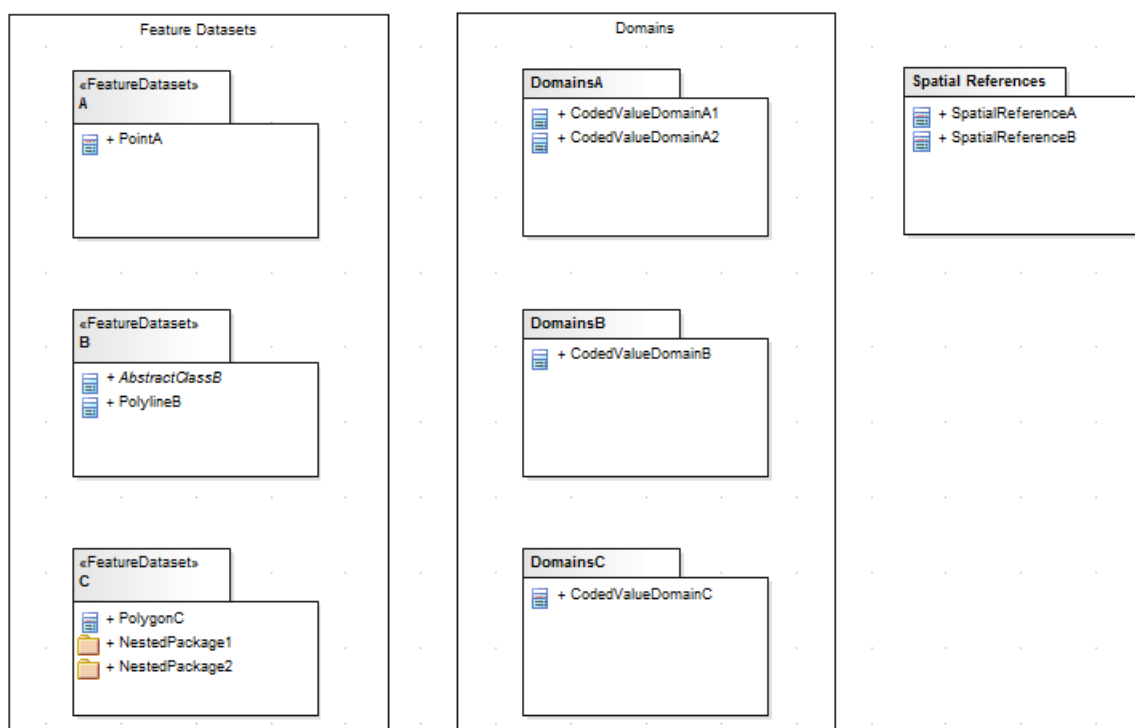 Feature Datasets
«FeatureDataset»
A
+ PointA
«FeatureDataset»
B
+ AbstractClassB
+ PolylineB
«FeatureDataset»
C
+ PolygonC
+ NestedPackage1
+ NestedPackage2
Domains
DomainsA
+ CodedValueDomainA1
+ CodedValueDomainA2
DomainsB
+ CodedValueDomainB
DomainsC
+ CodedValueDomainC
Spatial References
+ SpatialReferenceA
+ SpatialReferenceB